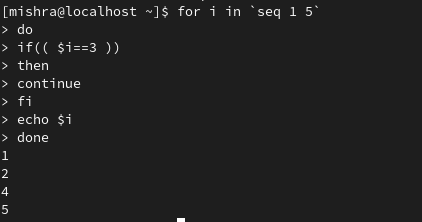 [mishra@localhost ~]$ for i in `seq 1 5`
> do
> if(( $i==3 ))
> then
> continue
> fi
> echo $i
> done
1
2
4
5